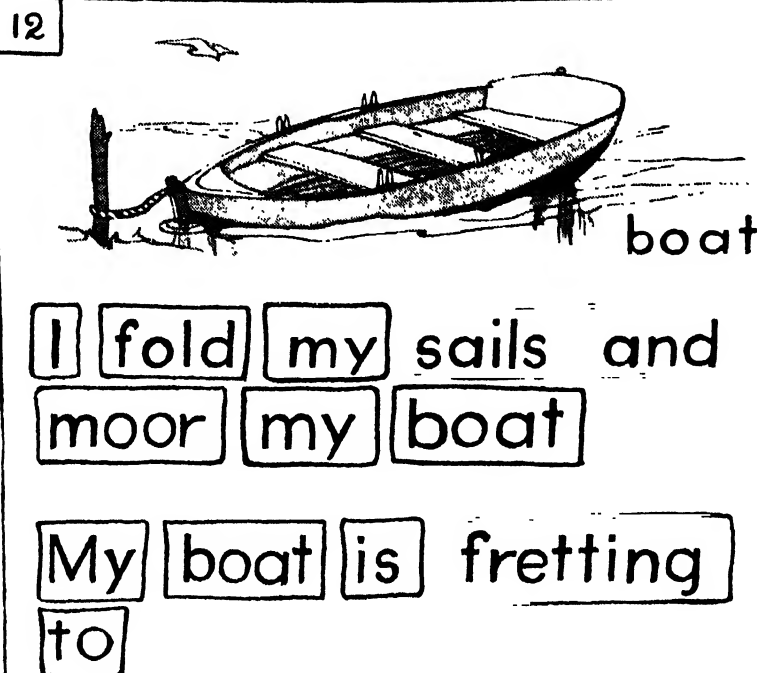 12
boat
I fold my sails and
moor my boat
My boat is fretting
to